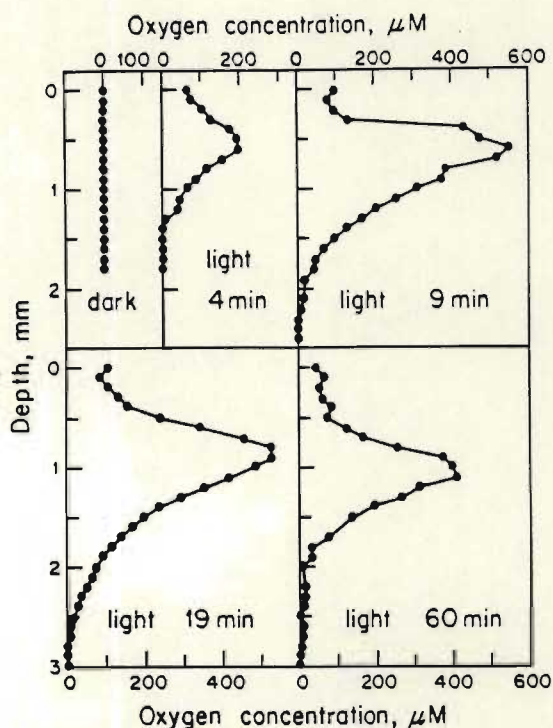 Oxygen concentration, µM
0 50 100 0 200 0 200 400 600
0
1
2
dark
light
4 min
light 9 min
Depth, mm
0
1
2
3
light 19 min
light 60 min
0 200 400 0 200 400 600
Oxygen concentration, µM